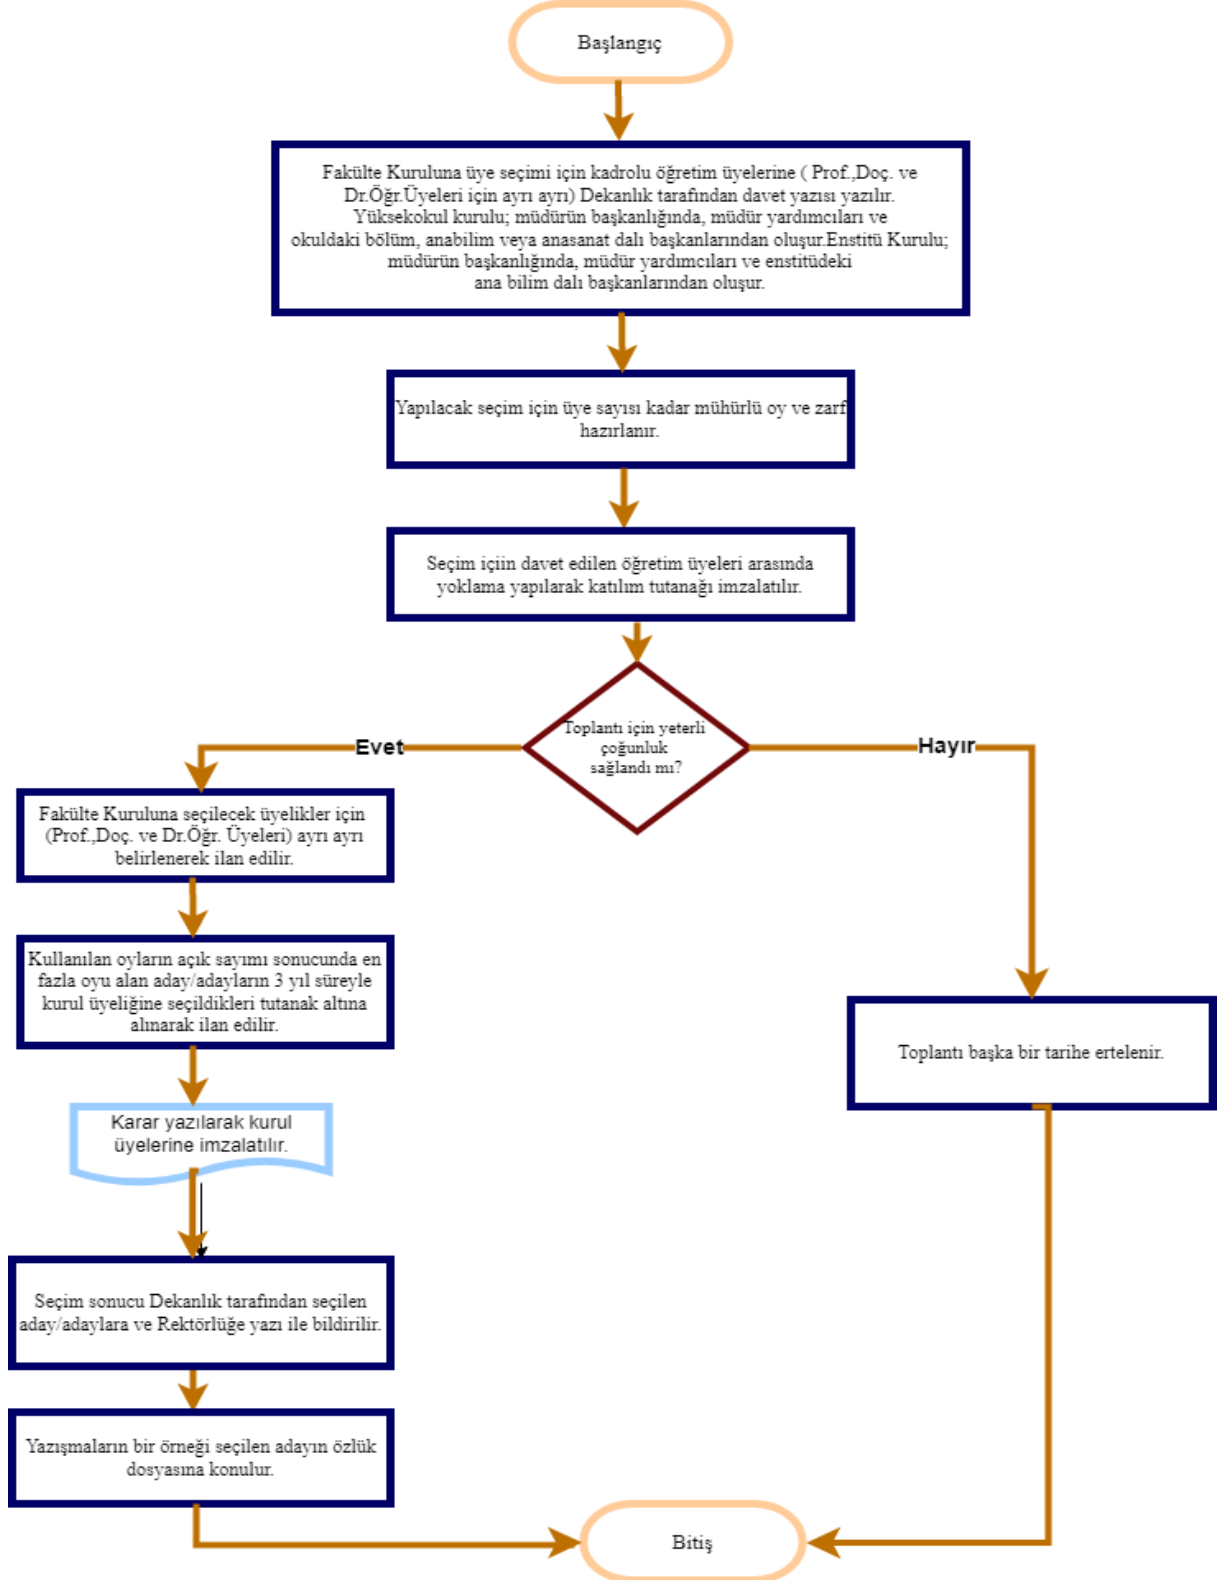 Başlangıç
Fakülte Kuruluna üye seçimi için kadrolu öğretim üyelerine ( Prof.,Doç. ve
Dr.Öğr.Üyeleri için ayrı ayrı) Dekanlık tarafından davet yazısı yazılır.
Yüksekokul kurulu; müdürün başkanlığında, müdür yardımcıları ve
okuldaki bölüm, anabilim veya anasanat dalı başkanlarından oluşur.Enstitü Kurulu;
müdürün başkanlığında, müdür yardımcıları ve enstitüdeki
ana bilim dalı başkanlarından oluşur.
Yapılacak seçim için üye sayısı kadar mühürlü oy ve zarf
hazırlanır.
Seçim içiin davet edilen öğretim üyeleri arasında
yoklama yapılarak katılım tutanağı imzalatılır.
Toplantı için yeterli
çoğunluk
sağlandı mı?
Evet
Hayır
Fakülte Kuruluna seçilecek üyelikler için
(Prof.,Doç. ve Dr.Öğr. Üyeleri) ayrı ayrı
belirlenerek ilan edilir.
Kullanılan oyların açık sayımı sonucunda en
fazla oyu alan aday/adayların 3 yıl süreyle
kurul üyeliğine seçildikleri tutanak altına
alınarak ilan edilir.
Toplantı başka bir tarihe ertelenir.
Karar yazılarak kurul
üyelerine imzalatılır.
Seçim sonucu Dekanlık tarafından seçilen
aday/adaylara ve Rektörlüğe yazı ile bildirilir.
Yazışmaların bir örneği seçilen adayın özlük
dosyasına konulur.
Bitiş